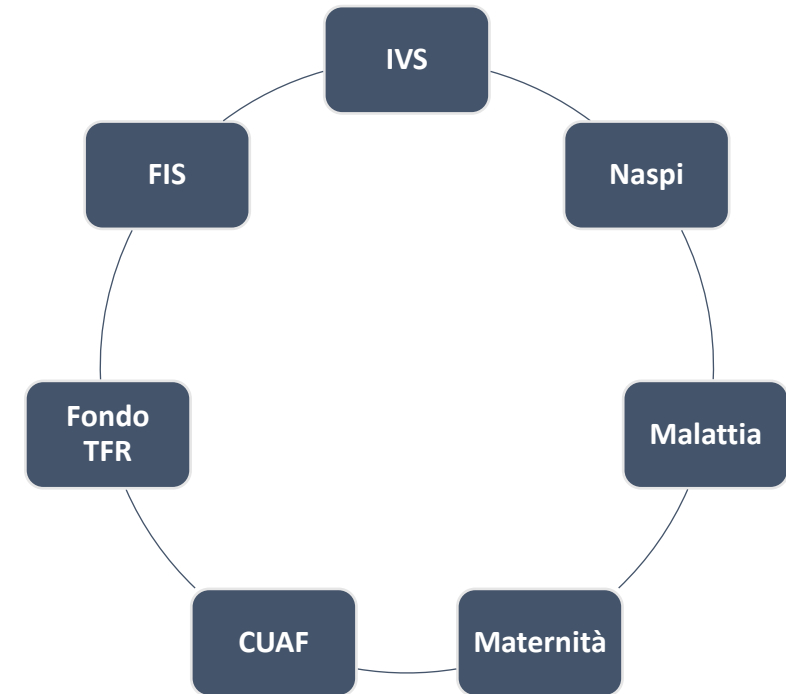 IVS
Naspi
Malattia
Maternità
CUAF
Fondo
TFR
FIS